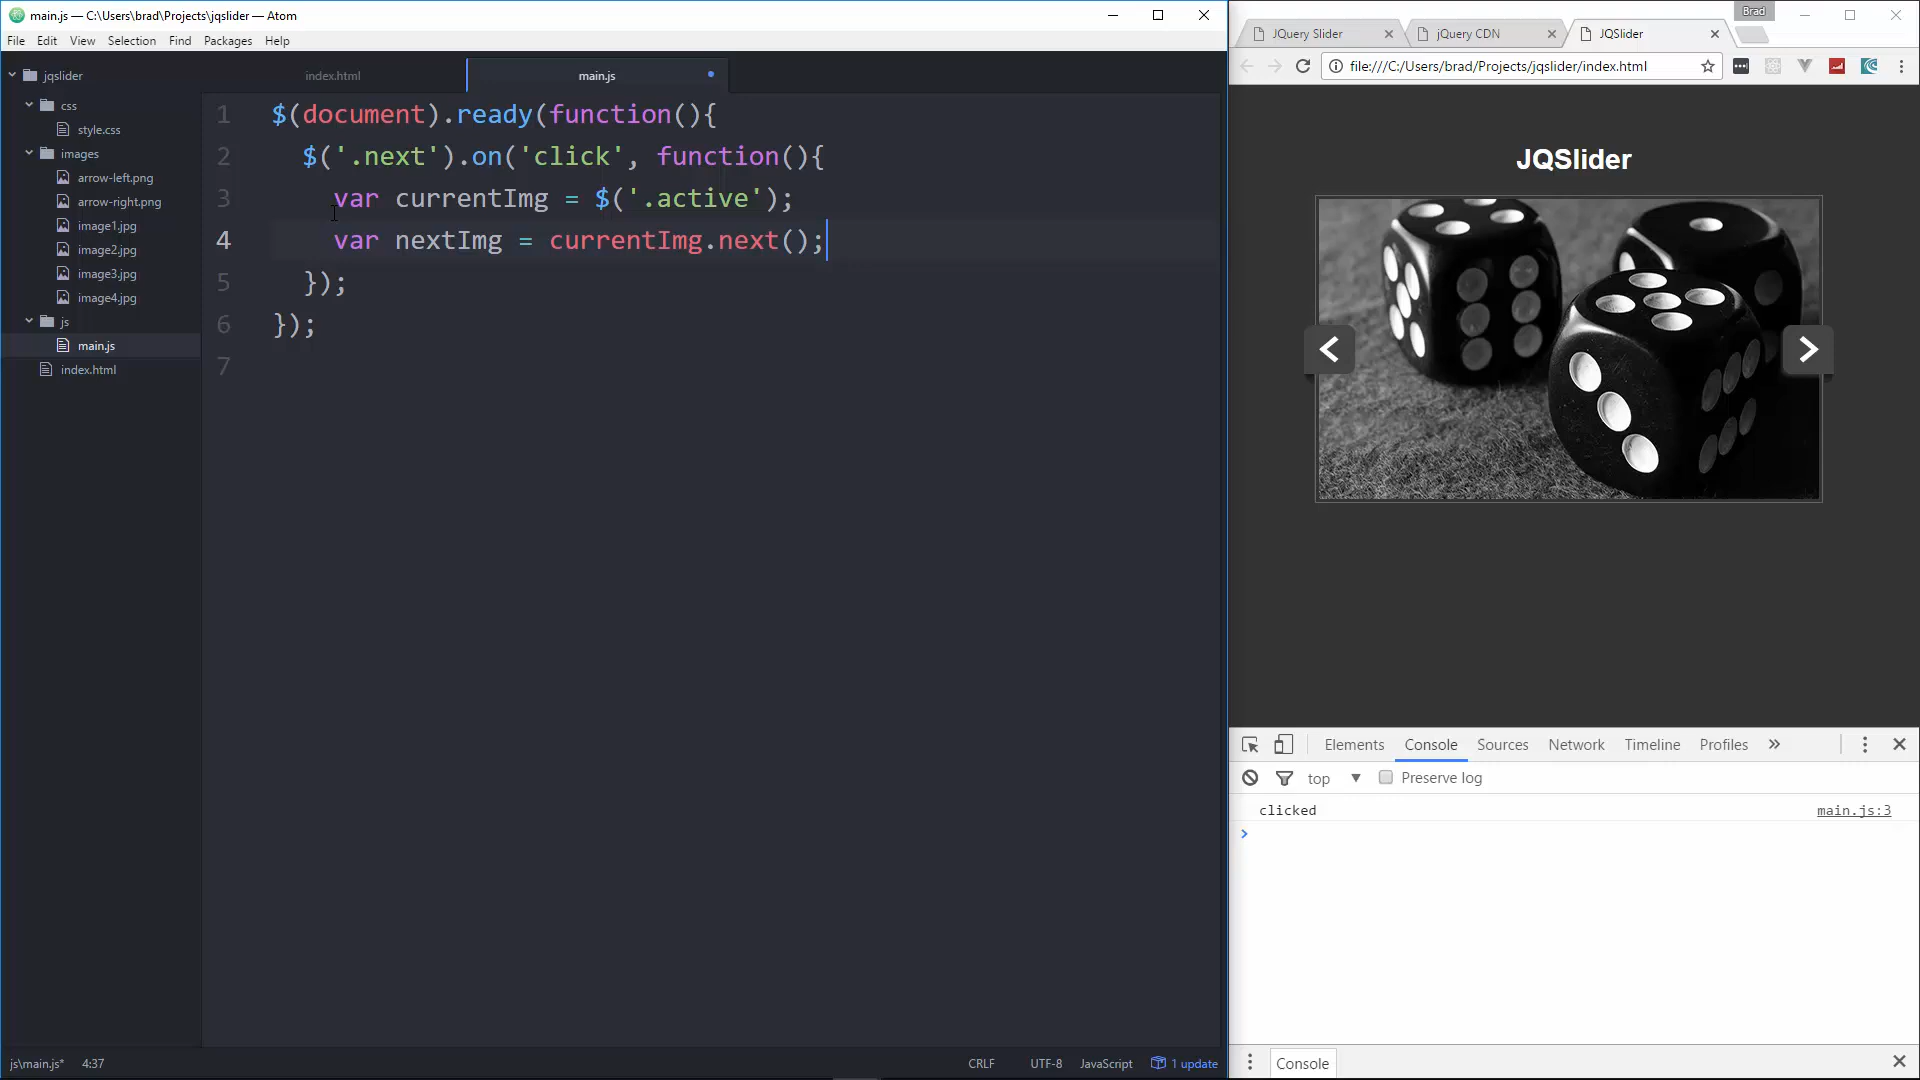 main.js — C:\Users\brad\Projects\jqslider — Atom
File Edit View Selection Find Packages Help
jqslider
css
style.css
images
arrow-left.png
arrow-right.png
image1.jpg
image2.jpg
image3.jpg
image4.jpg
js
main.js
index.html
index.html main.js
1 $(document).ready(function(){
2 $('.next').on('click', function(){
3 var currentImg = $('.active');
4 var nextImg = currentImg.next();
5 });
6 });
7
js\main.js* 4:37 CRLF UTF-8 JavaScript 1 update
Brad
JQuery Slider jQuery CDN JQSlider
file:///C:/Users/brad/Projects/jqslider/index.html
JQSlider
Elements Console Sources Network Timeline Profiles »
top Preserve log
clicked main.js:3
Console